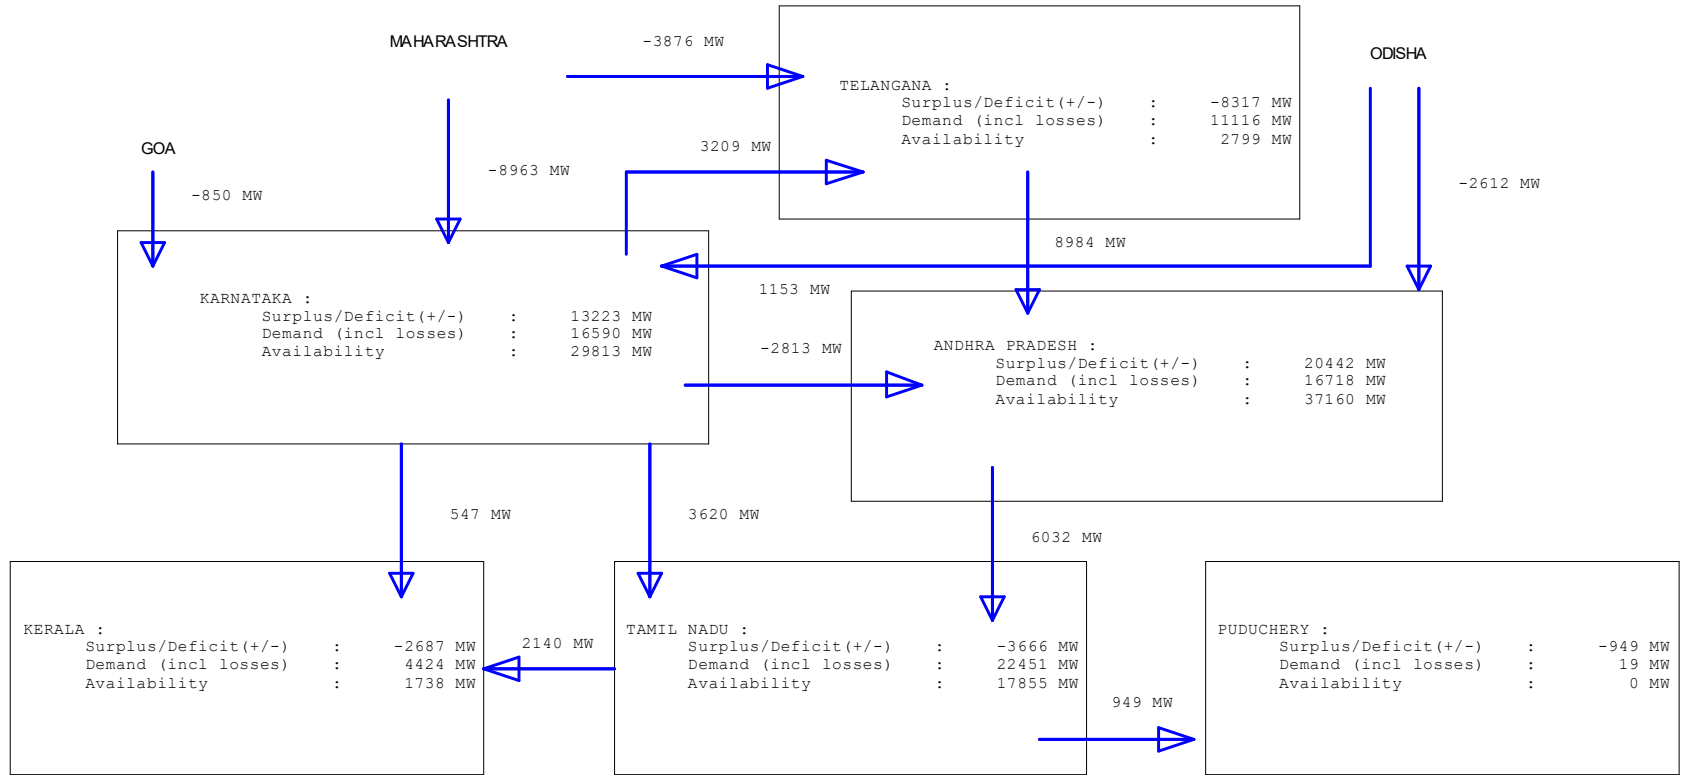 MAHARASHTRA
-3876 MW
ODISHA
TELANGANA :
Surplus/Deficit(+/-) : -8317 MW
Demand (incl losses) : 11116 MW
Availability : 2799 MW
GOA
3209 MW
-8963 MW
-850 MW
-2612 MW
8984 MW
1153 MW
KARNATAKA :
Surplus/Deficit(+/-) : 13223 MW
Demand (incl losses) : 16590 MW
Availability : 29813 MW
-2813 MW
ANDHRA PRADESH :
Surplus/Deficit(+/-) : 20442 MW
Demand (incl losses) : 16718 MW
Availability : 37160 MW
547 MW
3620 MW
6032 MW
KERALA :
Surplus/Deficit(+/-) : -2687 MW
Demand (incl losses) : 4424 MW
Availability : 1738 MW
2140 MW
TAMIL NADU :
Surplus/Deficit(+/-) : -3666 MW
Demand (incl losses) : 22451 MW
Availability : 17855 MW
949 MW
PUDUCHERY :
Surplus/Deficit(+/-) : -949 MW
Demand (incl losses) : 19 MW
Availability : 0 MW